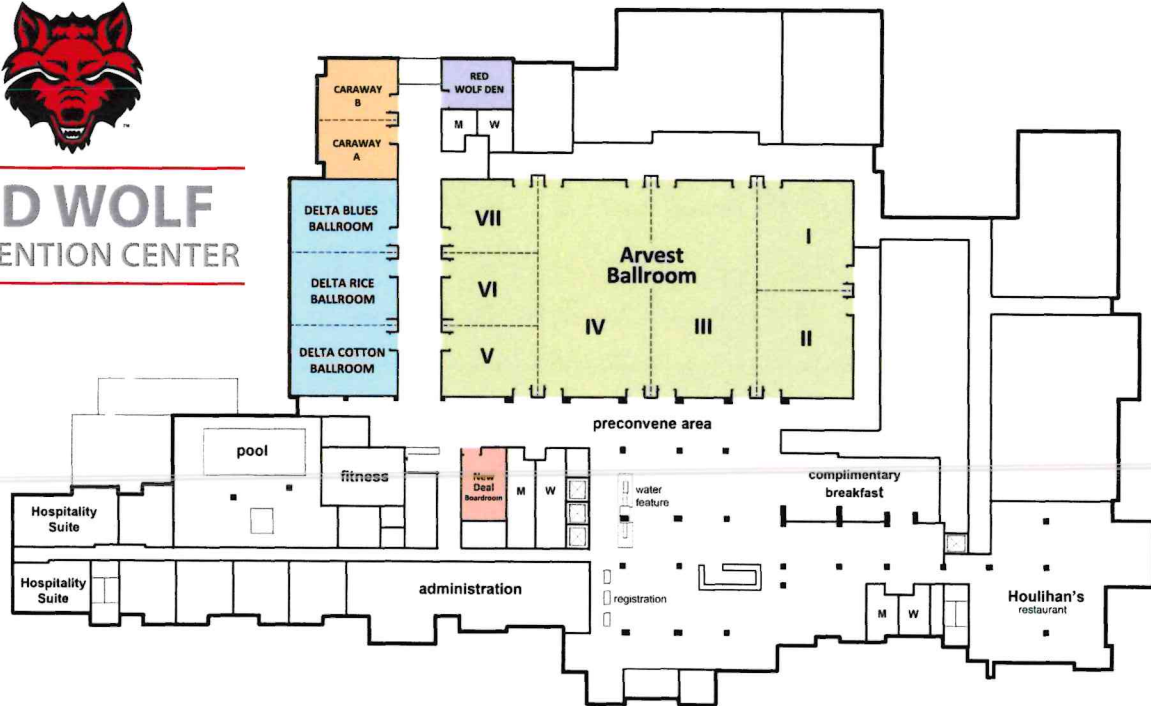 D WOLF
ENTION CENTER
CARAWAY
B
CARAWAY
A
RED
WOLF DEN
M
W
DELTA BLUES
BALLROOM
DELTA RICE
BALLROOM
DELTA COTTON
BALLROOM
VII
VI
V
Arvest
Ballroom
IV
III
I
II
preconvene area
pool
fitness
New
Deal
Boardroom
M
W
water
feature
complimentary
breakfast
Hospitality
Suite
Hospitality
Suite
administration
registration
M
W
Houlihan's
restaurant